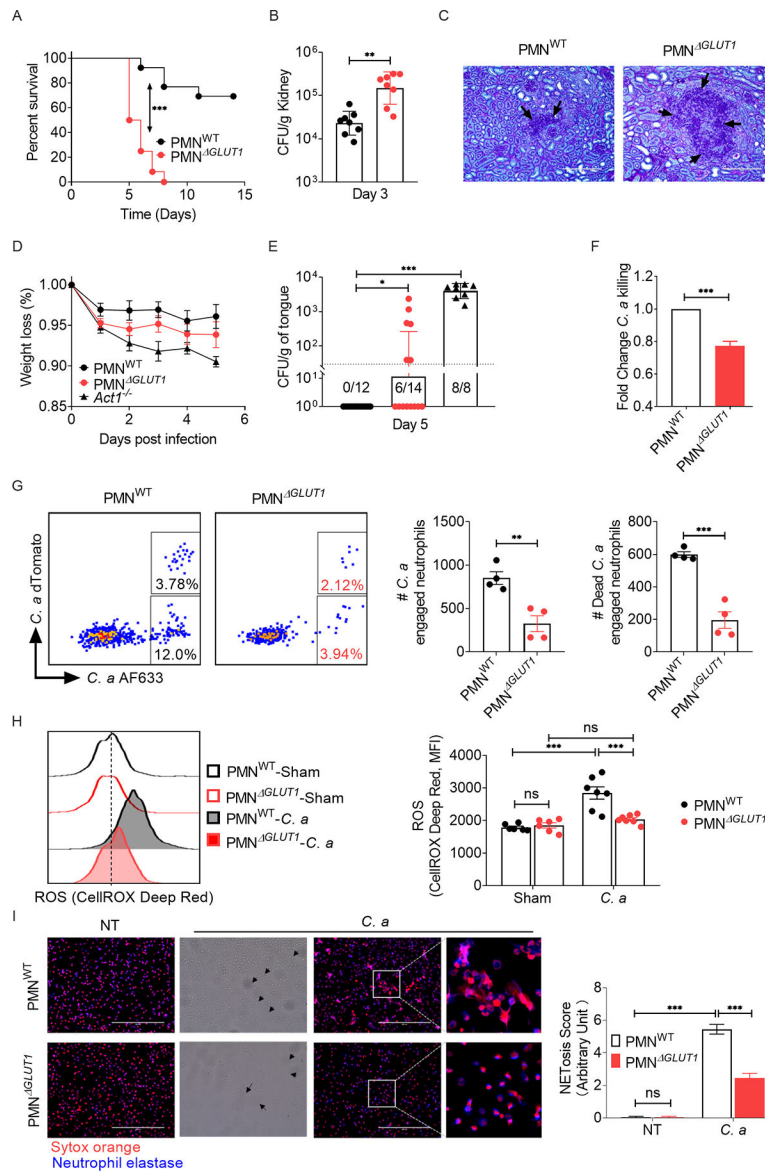 A
Percent survival
100
80
60
40
20
0
0
5
10
15
Time (Days)
***
PMN^WT
PMN^ΔGLUT1
B
CFU/g Kidney
10^6
10^5
10^4
10^3
**
Day 3
C
PMN^WT
PMN^ΔGLUT1
D
Weight loss (%)
1.00
0.95
0.90
0.85
0
2
4
6
Days post infection
PMN^WT
PMN^ΔGLUT1
Act1^-/-
E
CFU/g of tongue
10^4
10^3
10^2
10^1
10^0
***
*
0/12
6/14
8/8
Day 5
F
Fold Change C. a killing
1.2
1.0
0.8
0.6
0.4
***
PMN^WT
PMN^ΔGLUT1
G
PMN^WT
PMN^ΔGLUT1
C. a dTomato
C. a AF633
3.78%
12.0%
2.12%
3.94%
# C. a
engaged neutrophils
1500
1000
500
0
**
PMN^WT
PMN^ΔGLUT1
# Dead C. a
engaged neutrophils
800
600
400
200
0
***
PMN^WT
PMN^ΔGLUT1
H
PMN^WT-Sham
PMN^ΔGLUT1-Sham
PMN^WT-C. a
PMN^ΔGLUT1-C. a
ROS (CellROX Deep Red)
ROS
(CellROX Deep Red, MFI)
4000
3000
2000
1000
0
ns
***
***
ns
Sham
C. a
PMN^WT
PMN^ΔGLUT1
I
NT
C. a
PMN^WT
PMN^ΔGLUT1
Sytox orange
Neutrophil elastase
NETosis Score
(Arbitrary Unit)
8
6
4
2
0
***
***
PMN^WT
PMN^ΔGLUT1
ns
NT
C. a